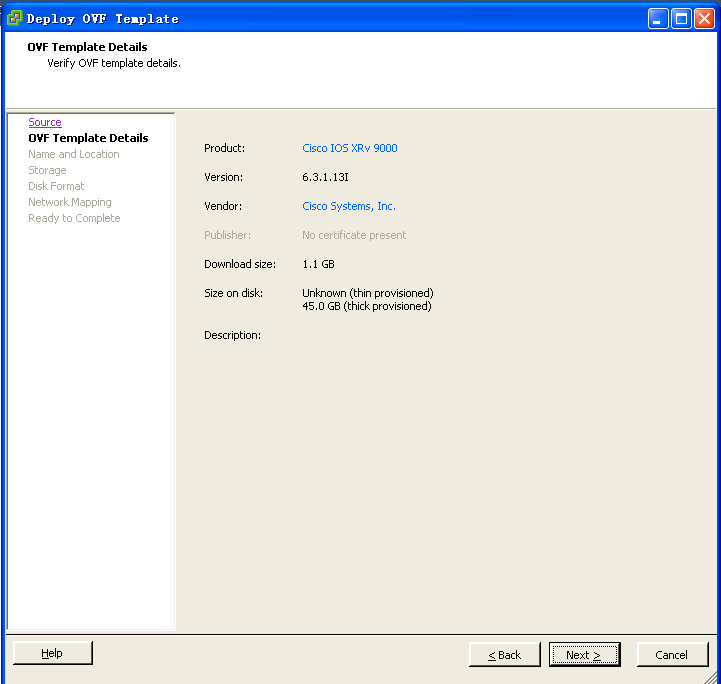 Deploy OVF Template
OVF Template Details
Verify OVF template details.
Source
OVF Template Details
Name and Location
Storage
Disk Format
Network Mapping
Ready to Complete
Product: Cisco IOS XRv 9000
Version: 6.3.1.13I
Vendor: Cisco Systems, Inc.
Publisher: No certificate present
Download size: 1.1 GB
Size on disk: Unknown (thin provisioned)
45.0 GB (thick provisioned)
Description:
Help
< Back
Next >
Cancel